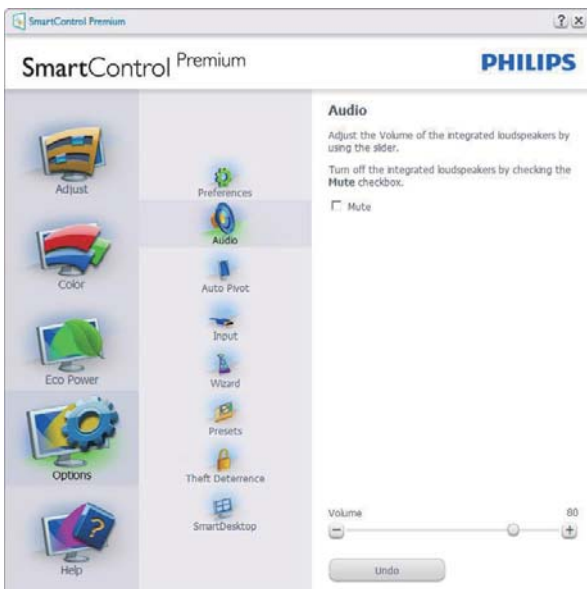 SmartControl Premium
SmartControl Premium
PHILIPS
Adjust
Color
Eco Power
Options
Help
Preferences
Audio
Auto Pivot
Input
Wizard
Presets
Theft Deterrence
SmartDesktop
Audio
Adjust the Volume of the integrated loudspeakers by
using the slider.
Turn off the integrated loudspeakers by checking the
Mute checkbox.
Mute
Volume 80
Undo